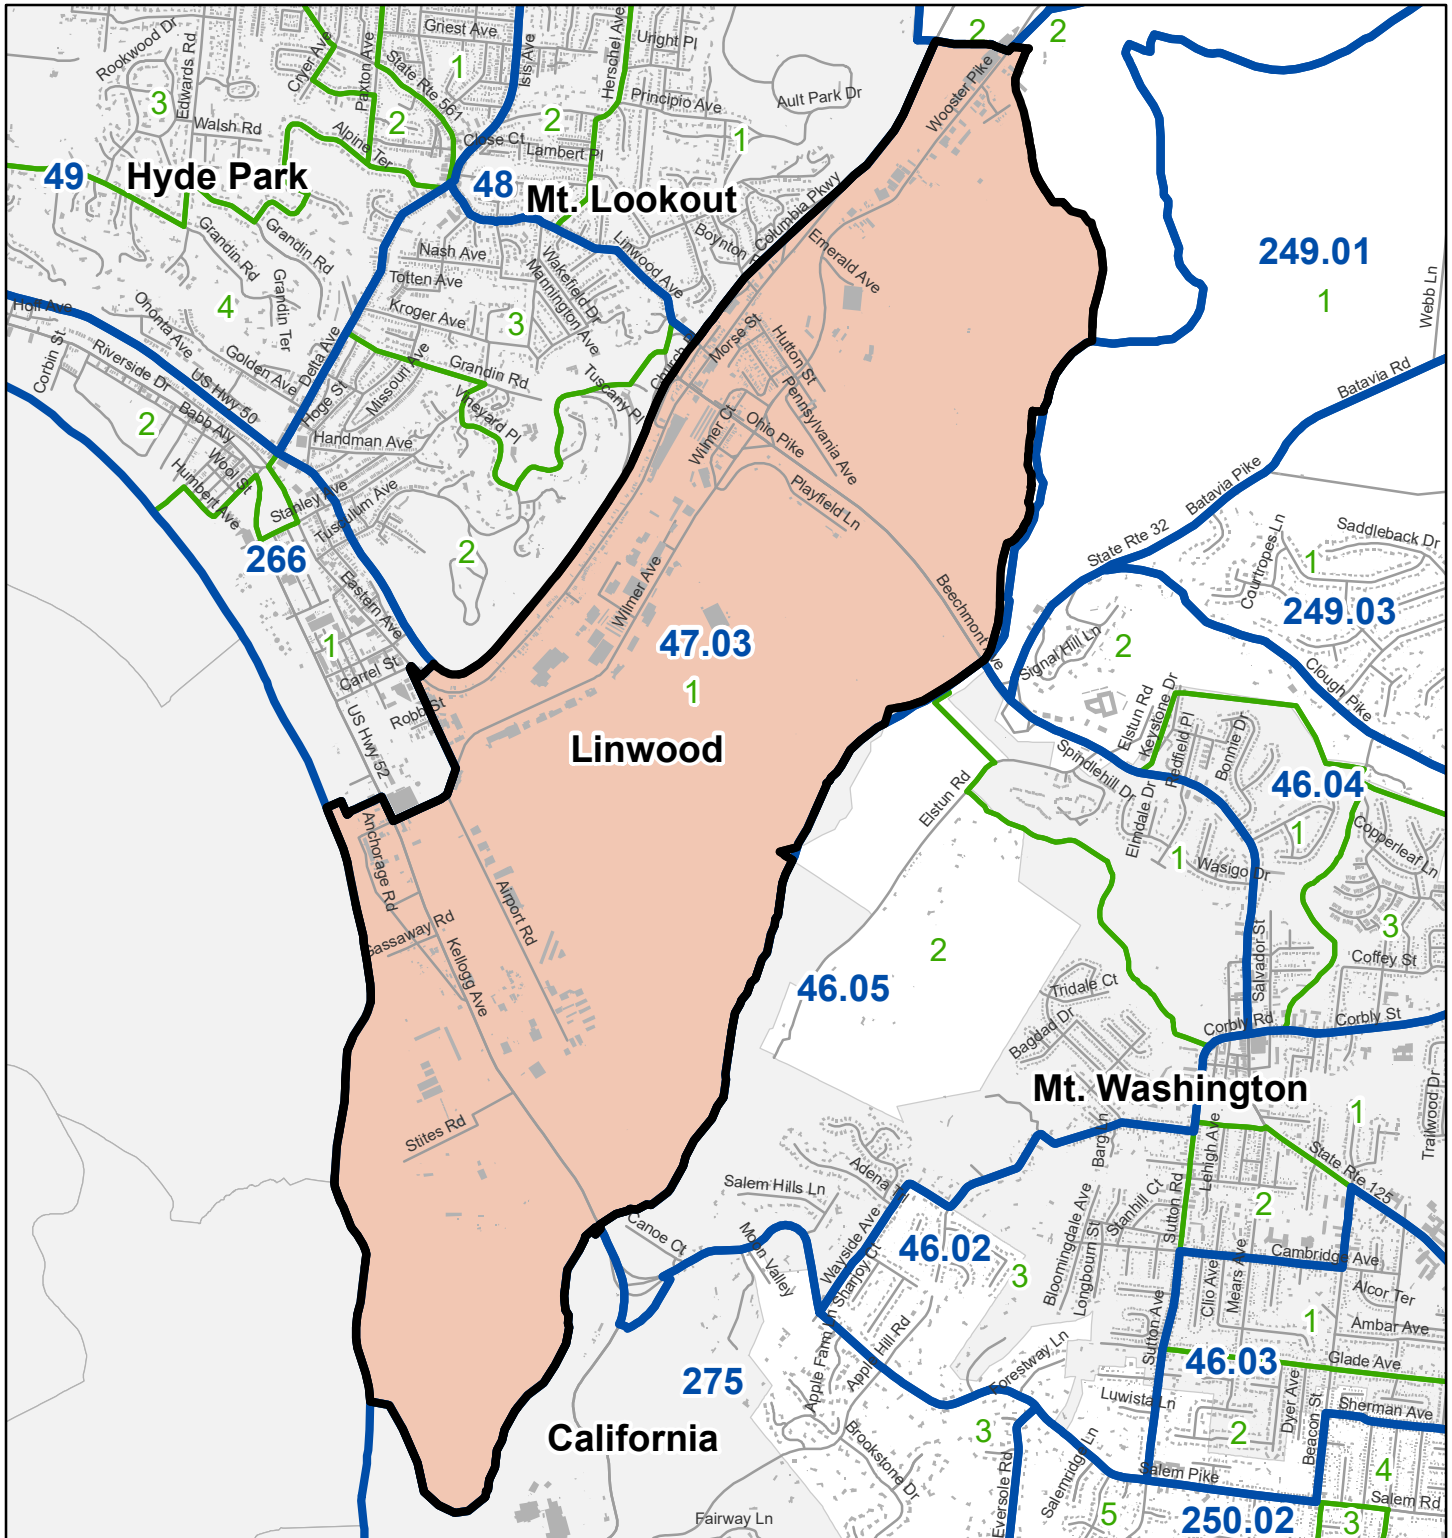 Rookwood Dr
Edwards Rd
Cryer Ave
Paxton Ave
Gnest Ave
State Rte 561
Isis Ave
Herschel Ave
Uright Pl
Principio Ave
Ault Park Dr
Wooster Pike
2
2
1
3
2
2
1
Walsh Rd
Alpine Ter
Close Ct
Lambert Pl
49
Hyde Park
48
Mt. Lookout
Columbia Pkwy
Boynton
Emerald Ave
Grandin Rd
Grandin Rd
Grandin Ter
Nash Ave
Totten Ave
Kroger Ave
Wakefield Dr
Mannington Ave
Linwood Ave
249.01
1
Webb Ln
4
3
Hoff Ave
Corbin St
Ohonta Ave
Golden Ave
Riverside Dr
US Hwy 50
Babb Aly
Delta Ave
Hoge St
Missouri Ave
Grandin Rd
Vineyard Pl
Tuscany Pl
Church
Morse St
Hutton St
Pennsylvania Ave
Wilmer Ct
Ohio Pike
Playfield Ln
Batavia Rd
Batavia Pike
2
Wool St
Humbert Ave
Handman Ave
Stanley Ave
Tusculum Ave
266
2
Eastern Ave
1
Carrel St
Robb St
US Hwy 52
Wilmer Ave
47.03
1
Linwood
Beechmont Ave
State Rte 32
Courtropes Ln
Saddleback Dr
1
249.03
Signal Hill Ln
2
Clough Pike
Elstun Rd
Keystone Dr
Redfield Pl
Bonnie Dr
Spindlehill Dr
Elmdale Dr
46.04
1
1
Wasigo Dr
Copperleaf Ln
3
Coffey St
Elstun Rd
Anchorage Rd
Gassaway Rd
Kellogg Ave
Airport Rd
Stites Rd
46.05
2
Tridale Ct
Bagdad Dr
Salvador St
Corbly Rd
Corbly St
Mt. Washington
Trailwood Dr
1
State Rte 125
Barg Ln
Lehigh Ave
Sutton Rd
2
Adena
Salem Hills Ln
Canoe Ct
Moon Valley
Wayside Ave
Sharjoy Ct
46.02
3
Bloomingdale Ave
Longbourn St
Stanhill Ct
Cambridge Ave
Clio Ave
Mears Ave
Alcor Ter
Ambar Ave
1
Glade Ave
Sutton Ave
46.03
275
California
Apple Farm Ln
Apple Hill Rd
Forestway Ln
Luwista Ln
Dyer Ave
Beacon St
Sherman Ave
2
3
4
Brookstone Dr
Eversole Rd
Salemridge Ln
Salem Pike
Salem Rd
5
250.02
3
Fairway Ln